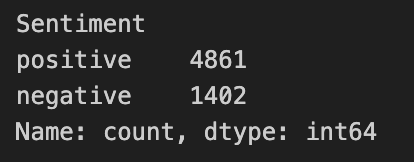 Sentiment
positive    4861
negative    1402
Name: count, dtype: int64